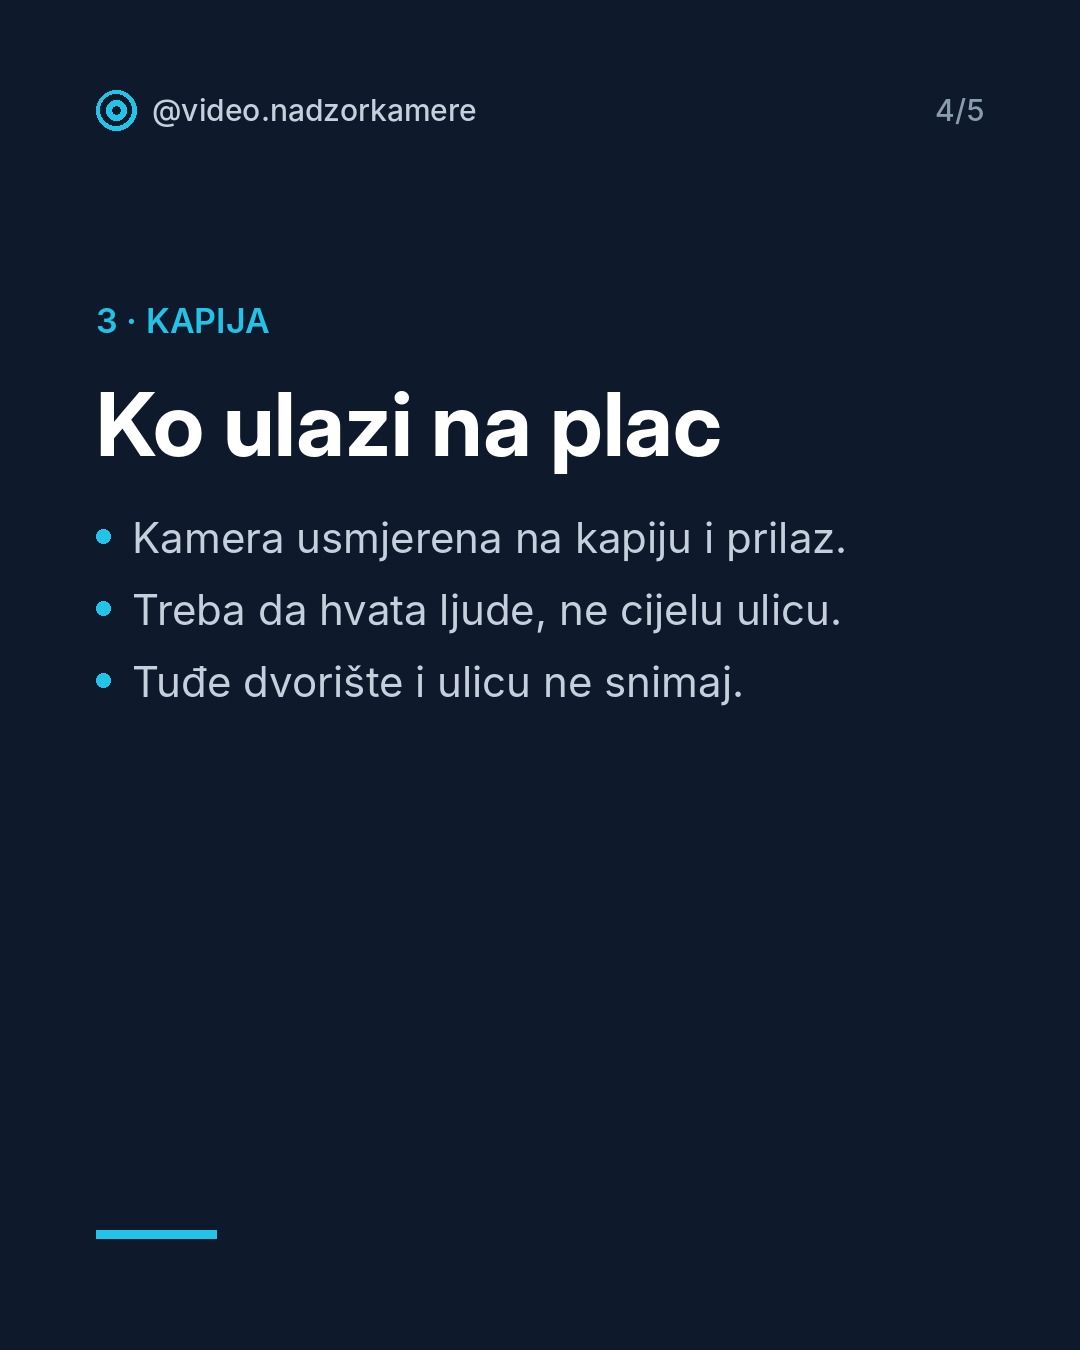 @video.nadzorkamere
4/5
3 · KAPIJA
Ko ulazi na plac
Kamera usmjerena na kapiju i prilaz.
Treba da hvata ljude, ne cijelu ulicu.
Tuđe dvorište i ulicu ne snimaj.